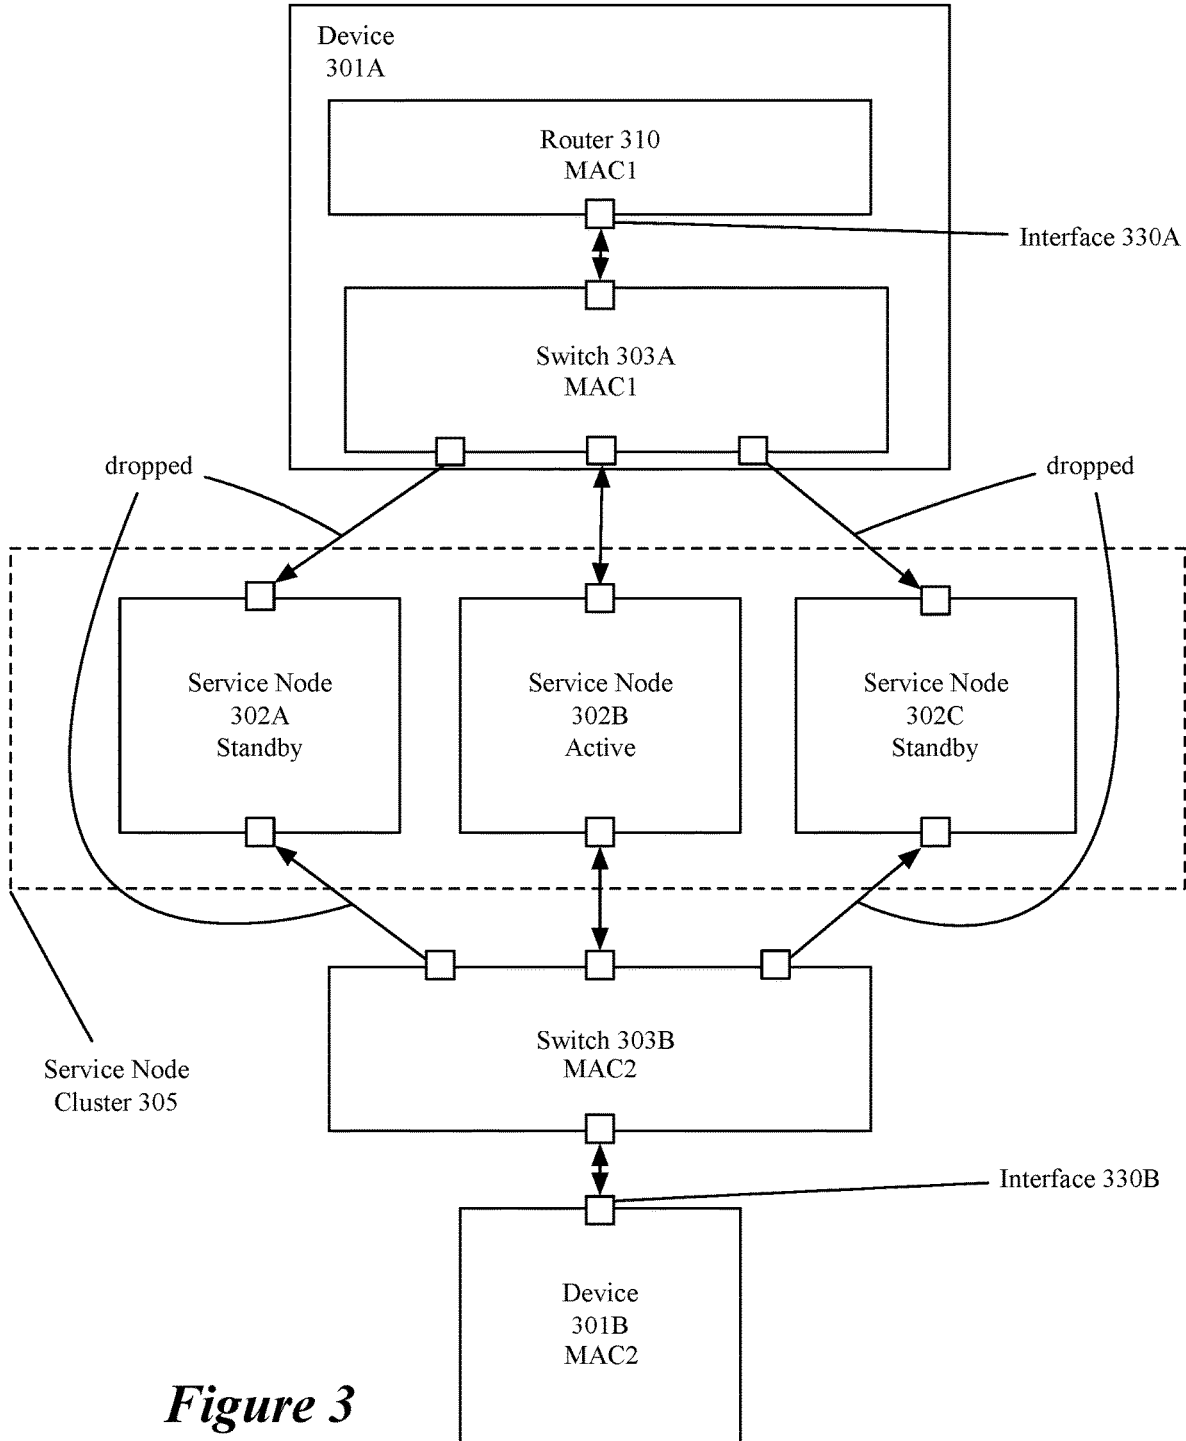 Device
301A
Router 310
MAC1
Interface 330A
Switch 303A
MAC1
dropped
dropped
Service Node
302A
Standby
Service Node
302B
Active
Service Node
302C
Standby
Switch 303B
MAC2
Service Node
Cluster 305
Interface 330B
Device
301B
MAC2
Figure 3